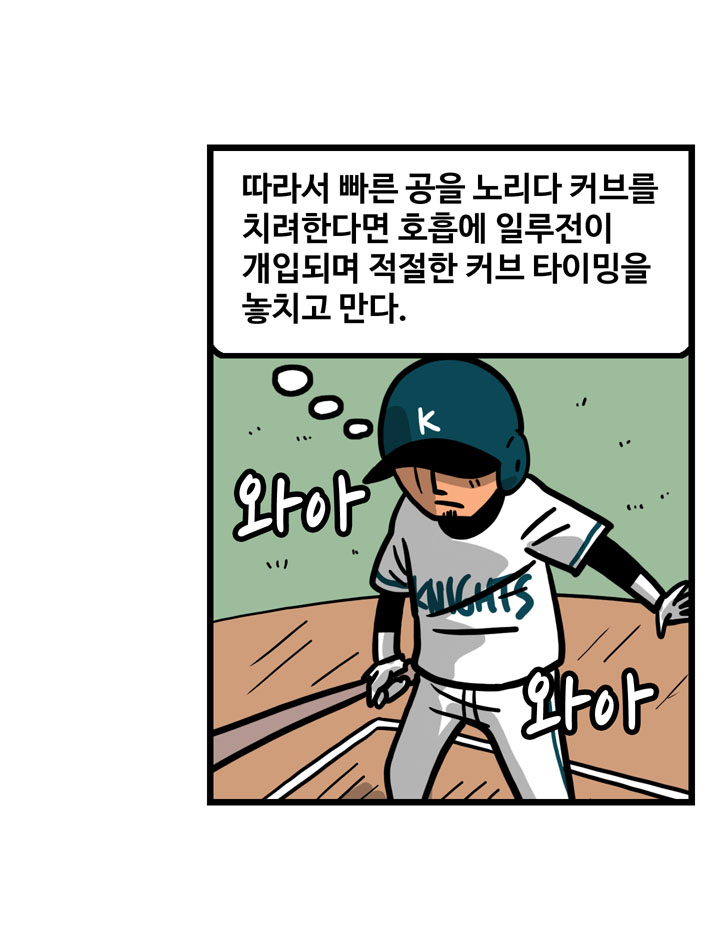 따라서 빠른 공을 노리다 커브를
치려한다면 호흡에 일루전이
개입되며 적절한 커브 타이밍을
놓치고 만다.
K
와아
KNIGHTS
와아